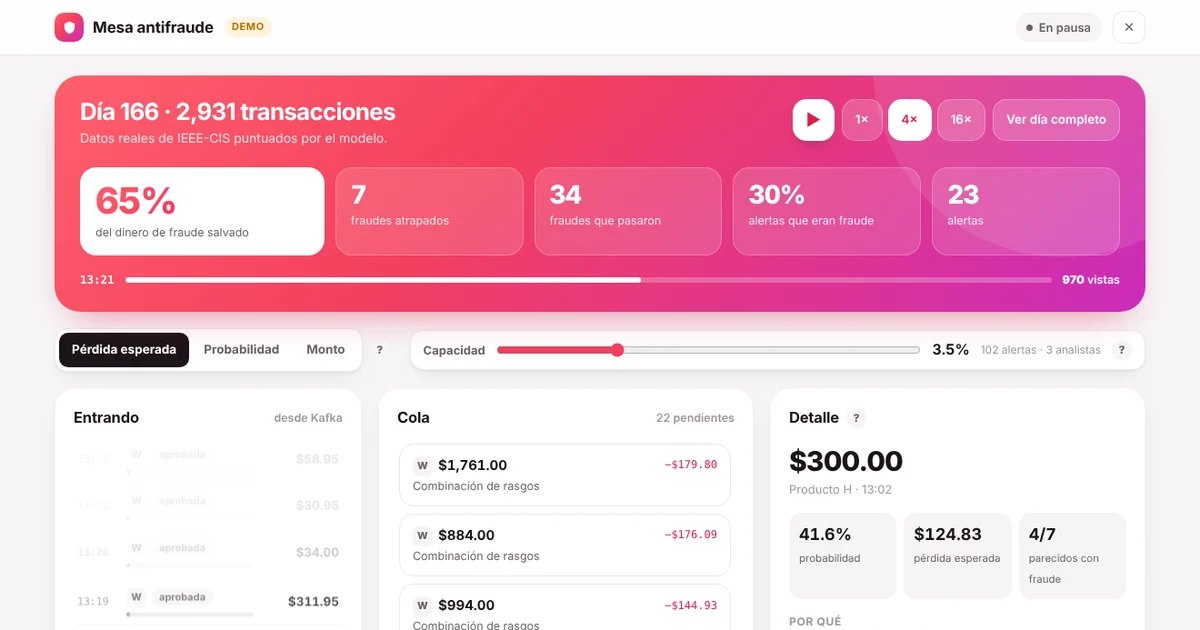 Mesa antifraude DEMO
En pausa ✕
Día 166 · 2,931 transacciones
Datos reales de IEEE-CIS puntuados por el modelo.
1× 4× 16× Ver día completo
65%
del dinero de fraude salvado
7
fraudes atrapados
34
fraudes que pasaron
30%
alertas que eran fraude
23
alertas
13:21 970 vistas
Pérdida esperada Probabilidad Monto ?
Capacidad 3.5% 102 alertas · 3 analistas ?
Entrando desde Kafka
13:21 W aprobada $58.95
13:21 W aprobada $30.95
13:20 W aprobada $34.00
13:19 W aprobada $311.95
Cola 22 pendientes
W $1,761.00 −$179.80
Combinación de rasgos
W $884.00 −$176.09
Combinación de rasgos
W $994.00 −$144.93
Combinación de rasgos
Detalle ?
$300.00
Producto H · 13:02
41.6%
probabilidad
$124.83
pérdida esperada
4/7
parecidos con
fraude
POR QUÉ